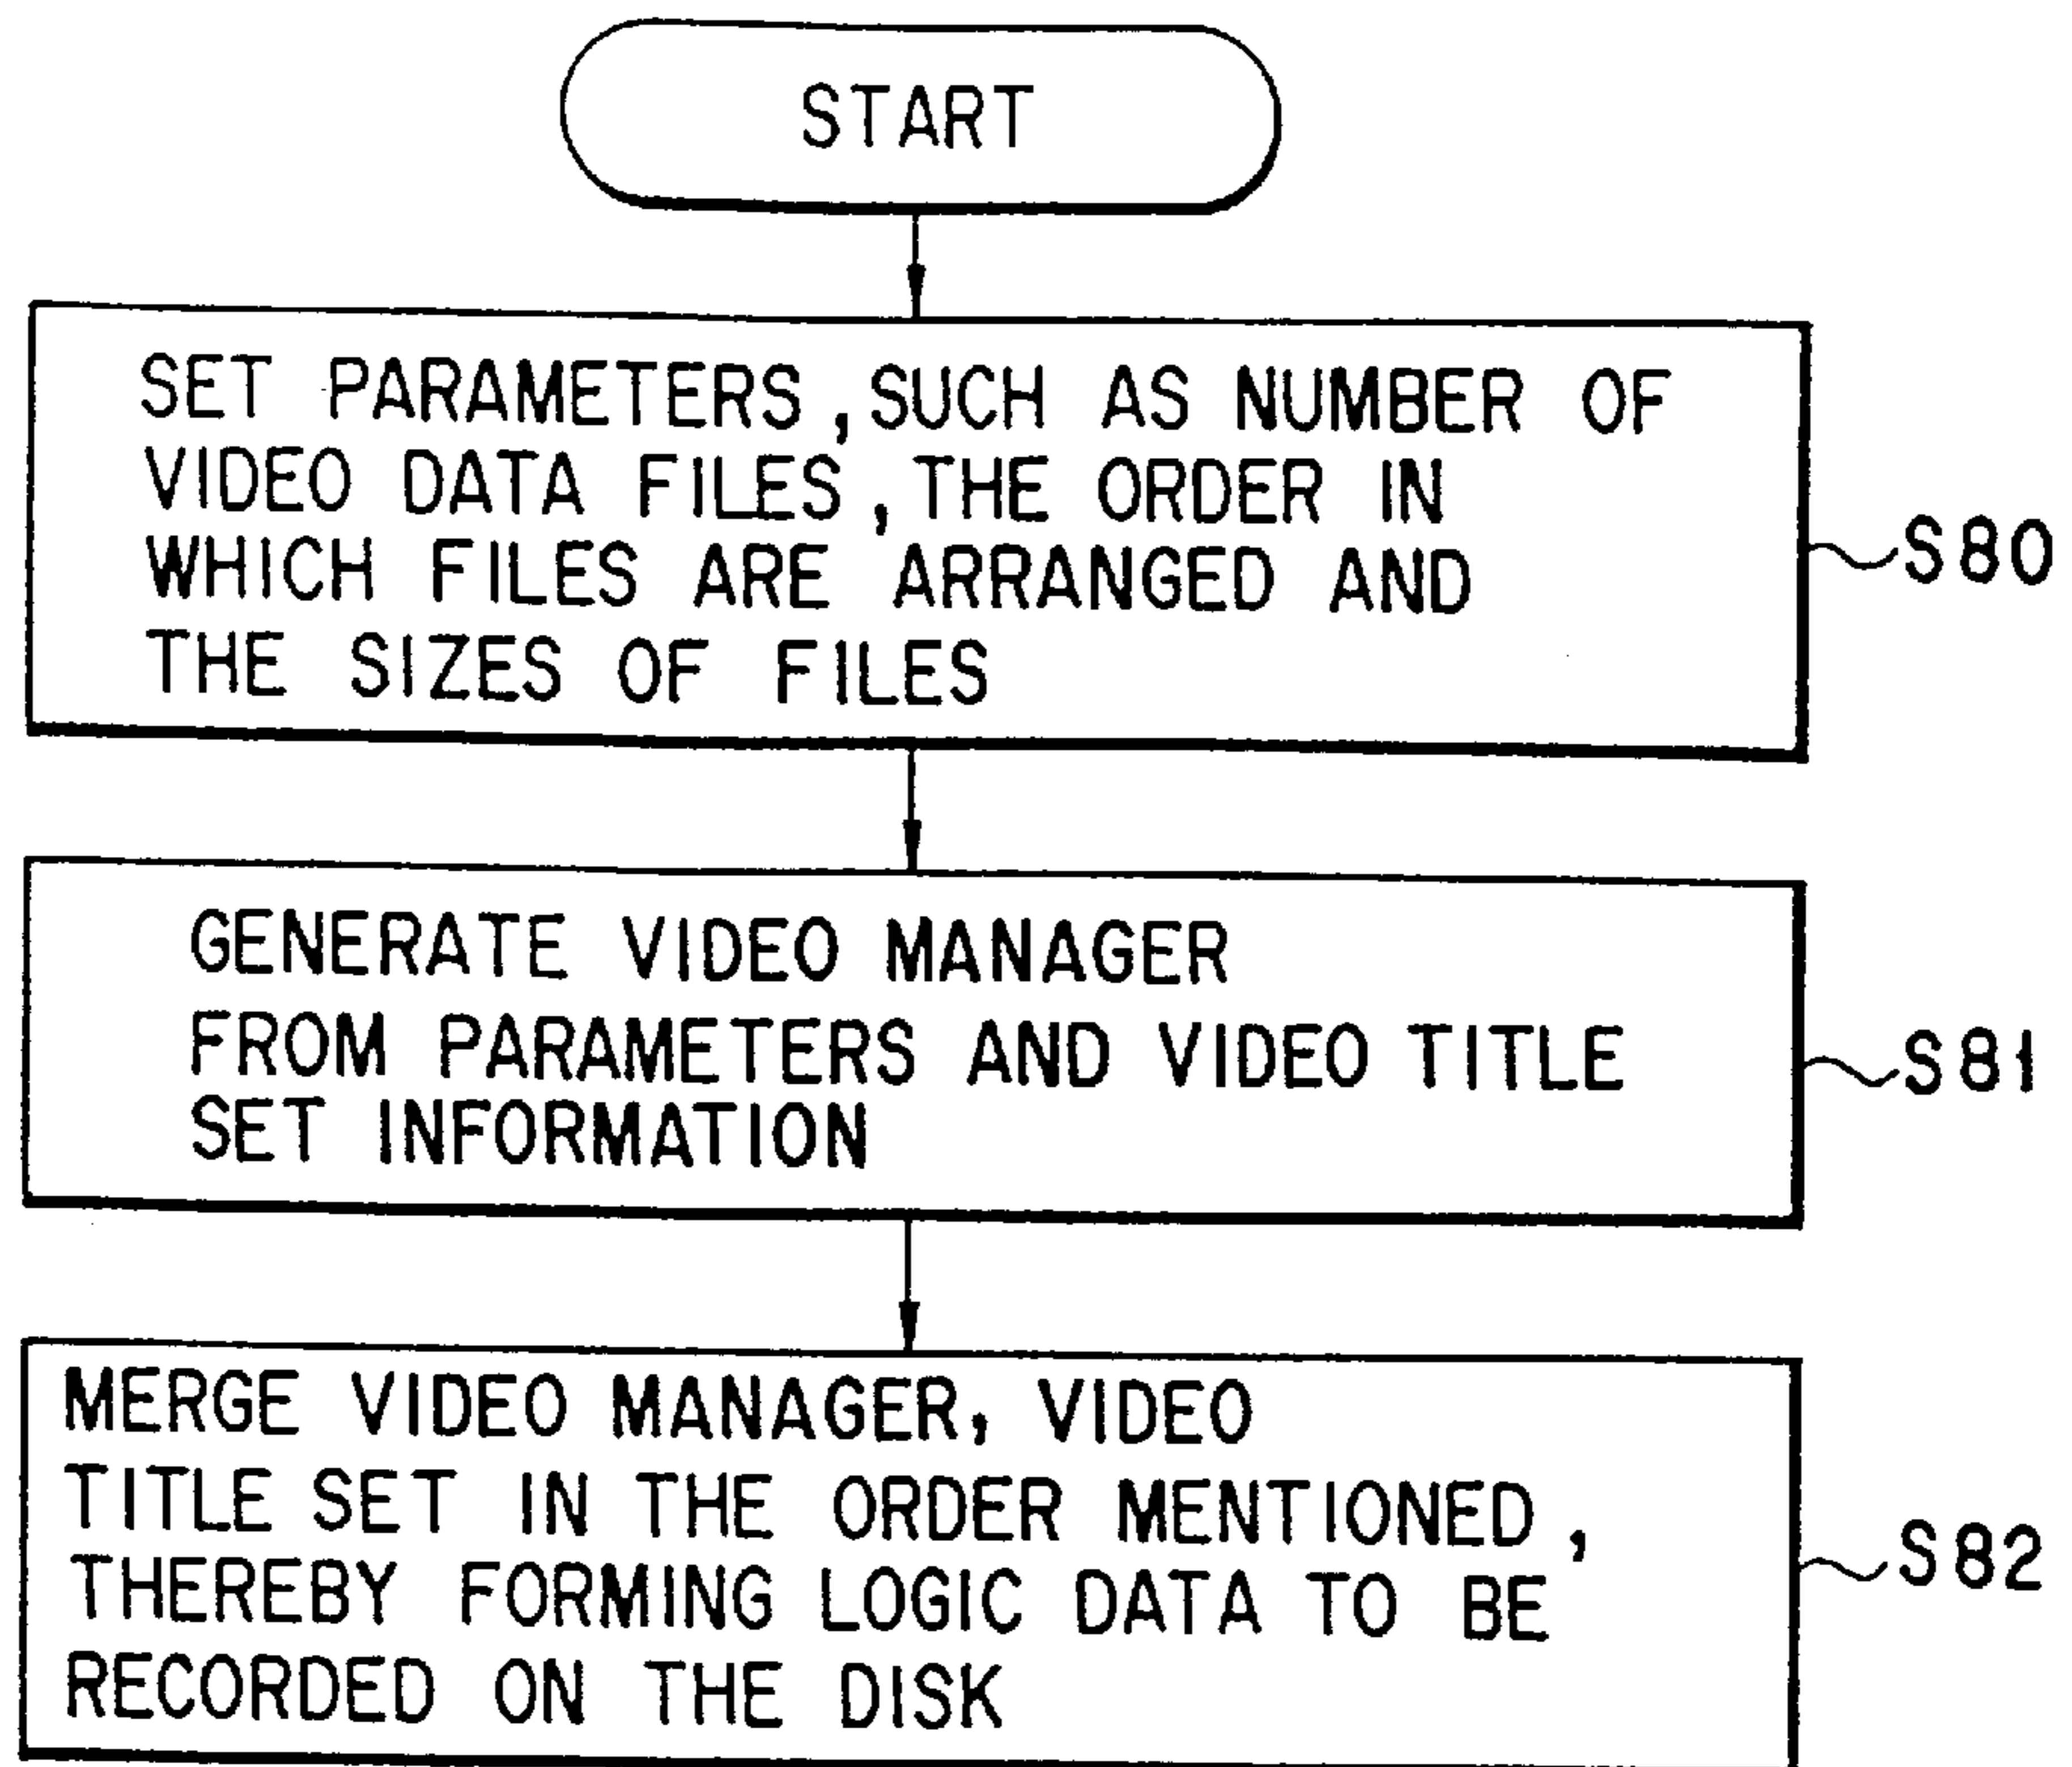 START
SET PARAMETERS, SUCH AS NUMBER OF
VIDEO DATA FILES, THE ORDER IN
WHICH FILES ARE ARRANGED AND
THE SIZES OF FILES
S80
GENERATE VIDEO MANAGER
FROM PARAMETERS AND VIDEO TITLE
SET INFORMATION
S81
MERGE VIDEO MANAGER, VIDEO
TITLE SET IN THE ORDER MENTIONED,
THEREBY FORMING LOGIC DATA TO BE
RECORDED ON THE DISK
S82